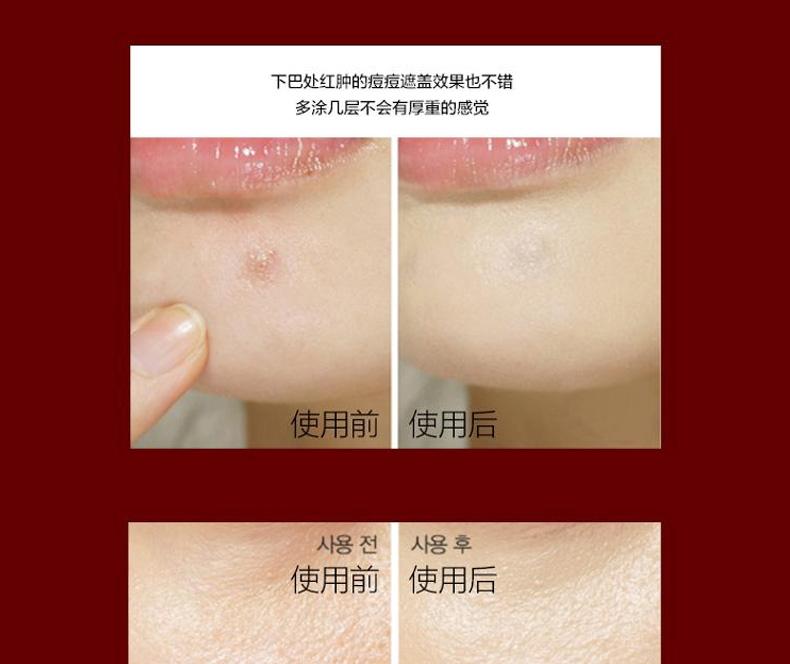 下巴处红肿的痘痘遮盖效果也不错
多涂几层不会有厚重的感觉
使用前
使用后
사용 전
사용 후
使用前
使用后